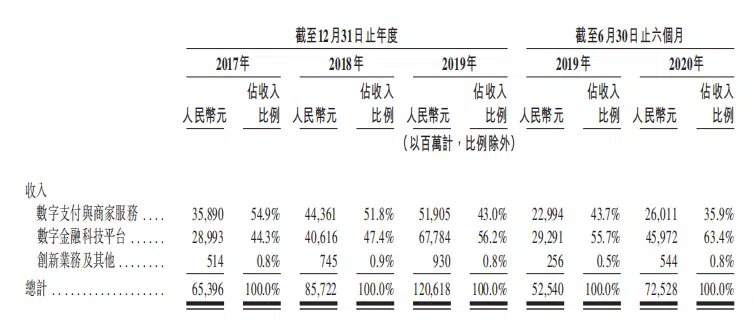 截至12月31日止年度 截至6月30日止六個月
2017年 2018年 2019年 2019年 2020年
佔收入 佔收入 佔收入 佔收入 佔收入
人民幣元 比例 人民幣元 比例 人民幣元 比例 人民幣元 比例 人民幣元 比例
(以百萬計,比例除外)
收入
數字支付與商家服務 .... 35,890 54.9% 44,361 51.8% 51,905 43.0% 22,994 43.7% 26,011 35.9%
數字金融科技平台 ...... 28,993 44.3% 40,616 47.4% 67,784 56.2% 29,291 55.7% 45,972 63.4%
創新業務及其他 ........ 514 0.8% 745 0.9% 930 0.8% 256 0.5% 544 0.8%
總計 .................. 65,396 100.0% 85,722 100.0% 120,618 100.0% 52,540 100.0% 72,528 100.0%